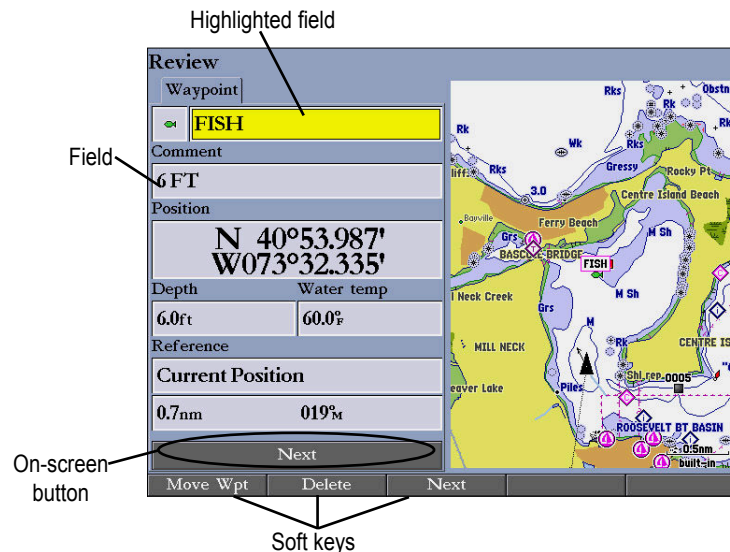 Highlighted field
Review
Waypoint
FISH
Comment
Field
6 FT
Position
N 40°53.987'
W073°32.335'
Depth Water temp
6.0ft 60.0°F
Reference
Current Position
0.7nm 019°M
Next
On-screen
button
Move Wpt Delete Next
Soft keys
Rks
Obstn
Rk
Rk
Rk
Wk
Rks
Rks
Gressy
Rocky Pt
3.0
Centre Island Beach
Bayville
Ferry Beach
Grs
M Sh
BRIDGE
FISH
l Neck Creek
M Sh
Grs
M
MILL NECK
Rk
CENTRE IS
Shl rep
0005
eaver Lake
Piles
ROOSEVELT BT BASIN
0.5nm
built-in